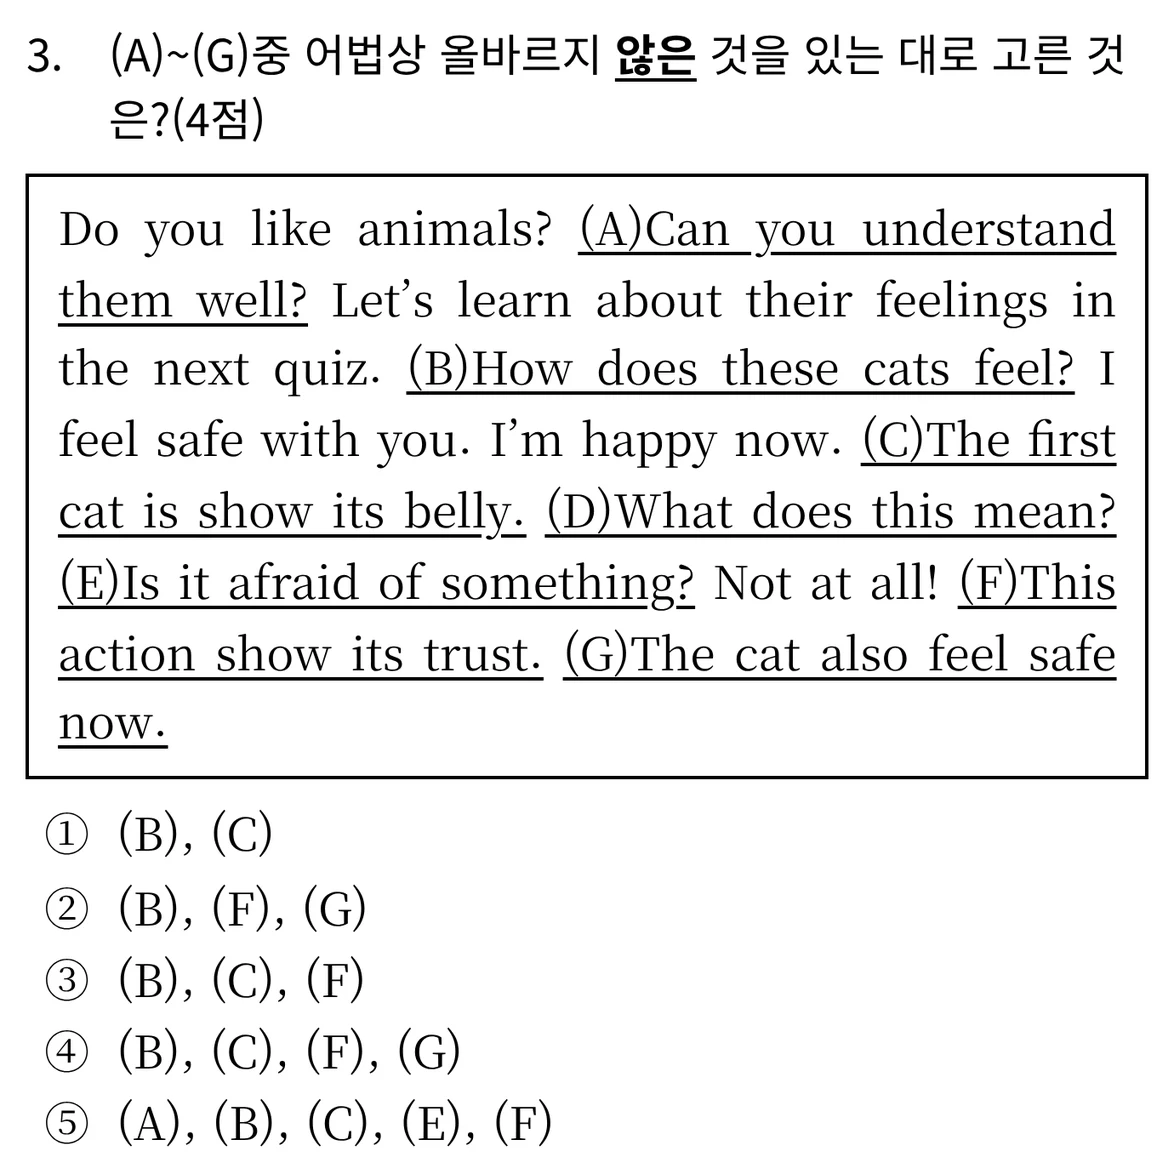 3. (A)~(G)중 어법상 올바르지 않은 것을 있는 대로 고른 것
은?(4점)
Do you like animals? (A)Can you understand
them well? Let’s learn about their feelings in
the next quiz. (B)How does these cats feel? I
feel safe with you. I’m happy now. (C)The first
cat is show its belly. (D)What does this mean?
(E)Is it afraid of something? Not at all! (F)This
action show its trust. (G)The cat also feel safe
now.
① (B), (C)
② (B), (F), (G)
③ (B), (C), (F)
④ (B), (C), (F), (G)
⑤ (A), (B), (C), (E), (F)